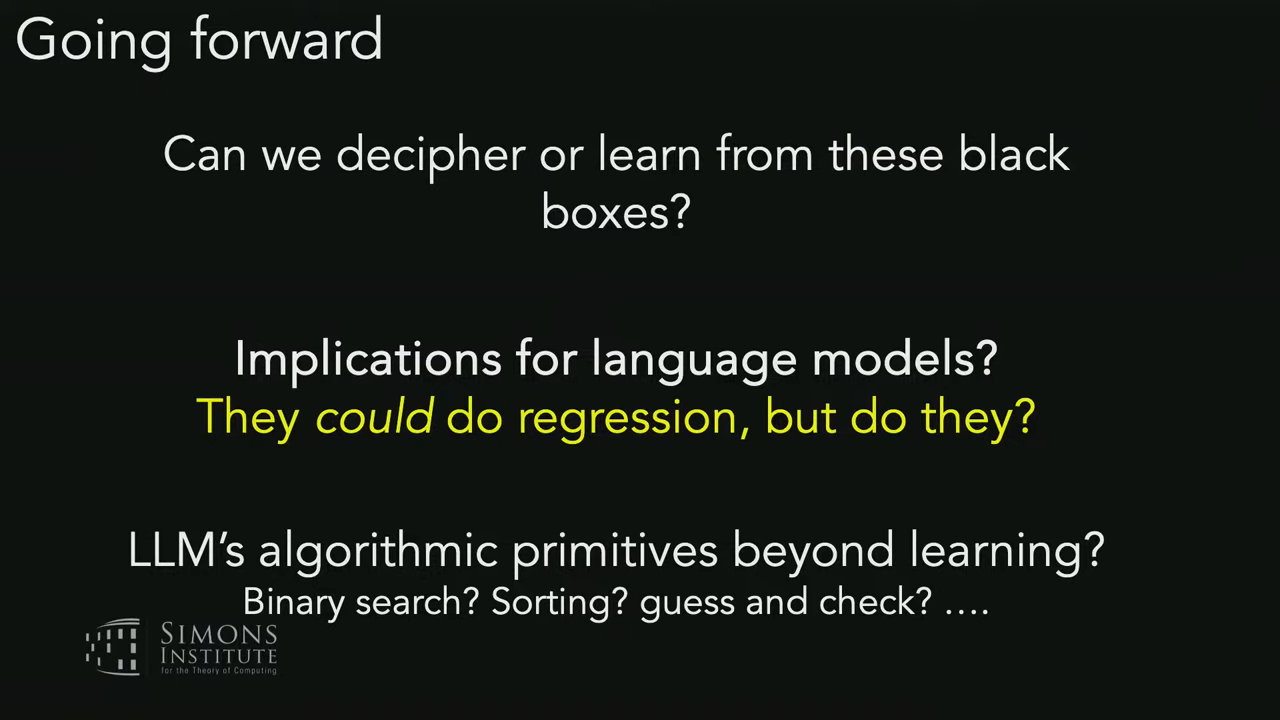 Going forward
Can we decipher or learn from these black
boxes?
Implications for language models?
They could do regression, but do they?
LLM’s algorithmic primitives beyond learning?
Binary search? Sorting? guess and check? ....
SIMONS
INSTITUTE
for the Theory of Computing